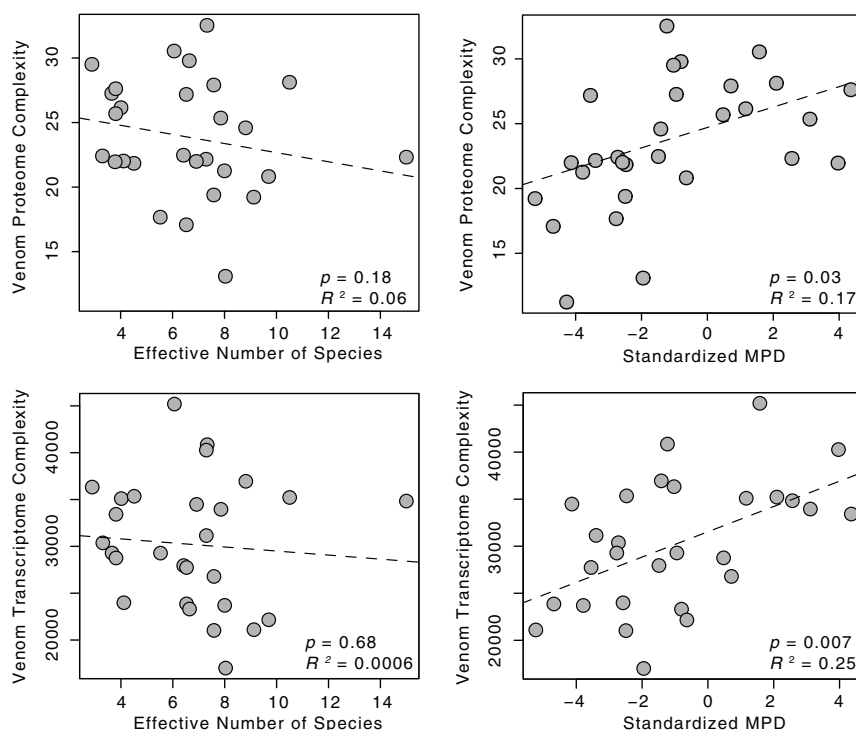 Venom Proteome Complexity
30
25
20
15
p = 0.18
R ² = 0.06
4 6 8 10 12 14
Effective Number of Species
Venom Proteome Complexity
30
25
20
15
p = 0.03
R ² = 0.17
−4 −2 0 2 4
Standardized MPD
Venom Transcriptome Complexity
40000
30000
20000
p = 0.68
R ² = 0.0006
4 6 8 10 12 14
Effective Number of Species
Venom Transcriptome Complexity
40000
30000
20000
p = 0.007
R ² = 0.25
−4 −2 0 2 4
Standardized MPD